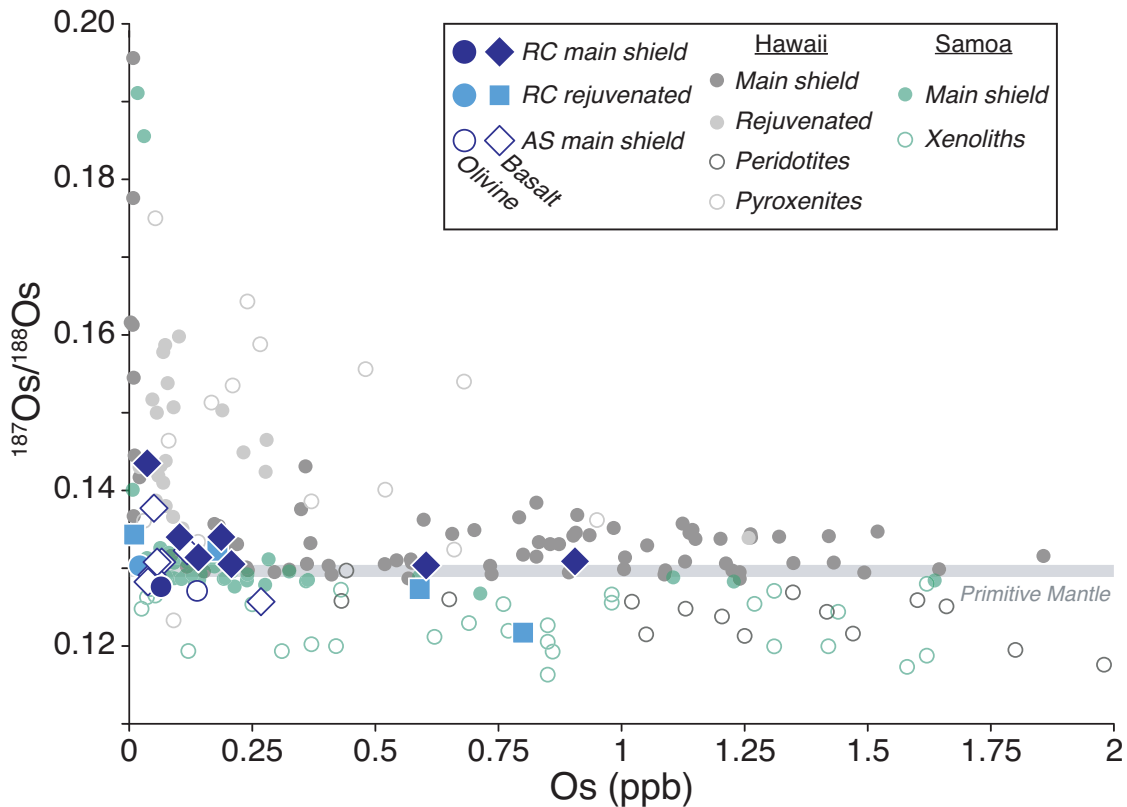 0.20
0.18
0.16
0.14
0.12
187Os/188Os
0
0.25
0.5
0.75
1
1.25
1.5
1.75
2
Os (ppb)
RC main shield
RC rejuvenated
AS main shield
Olivine
Basalt
Hawaii
Main shield
Rejuvenated
Peridotites
Pyroxenites
Samoa
Main shield
Xenoliths
Primitive Mantle